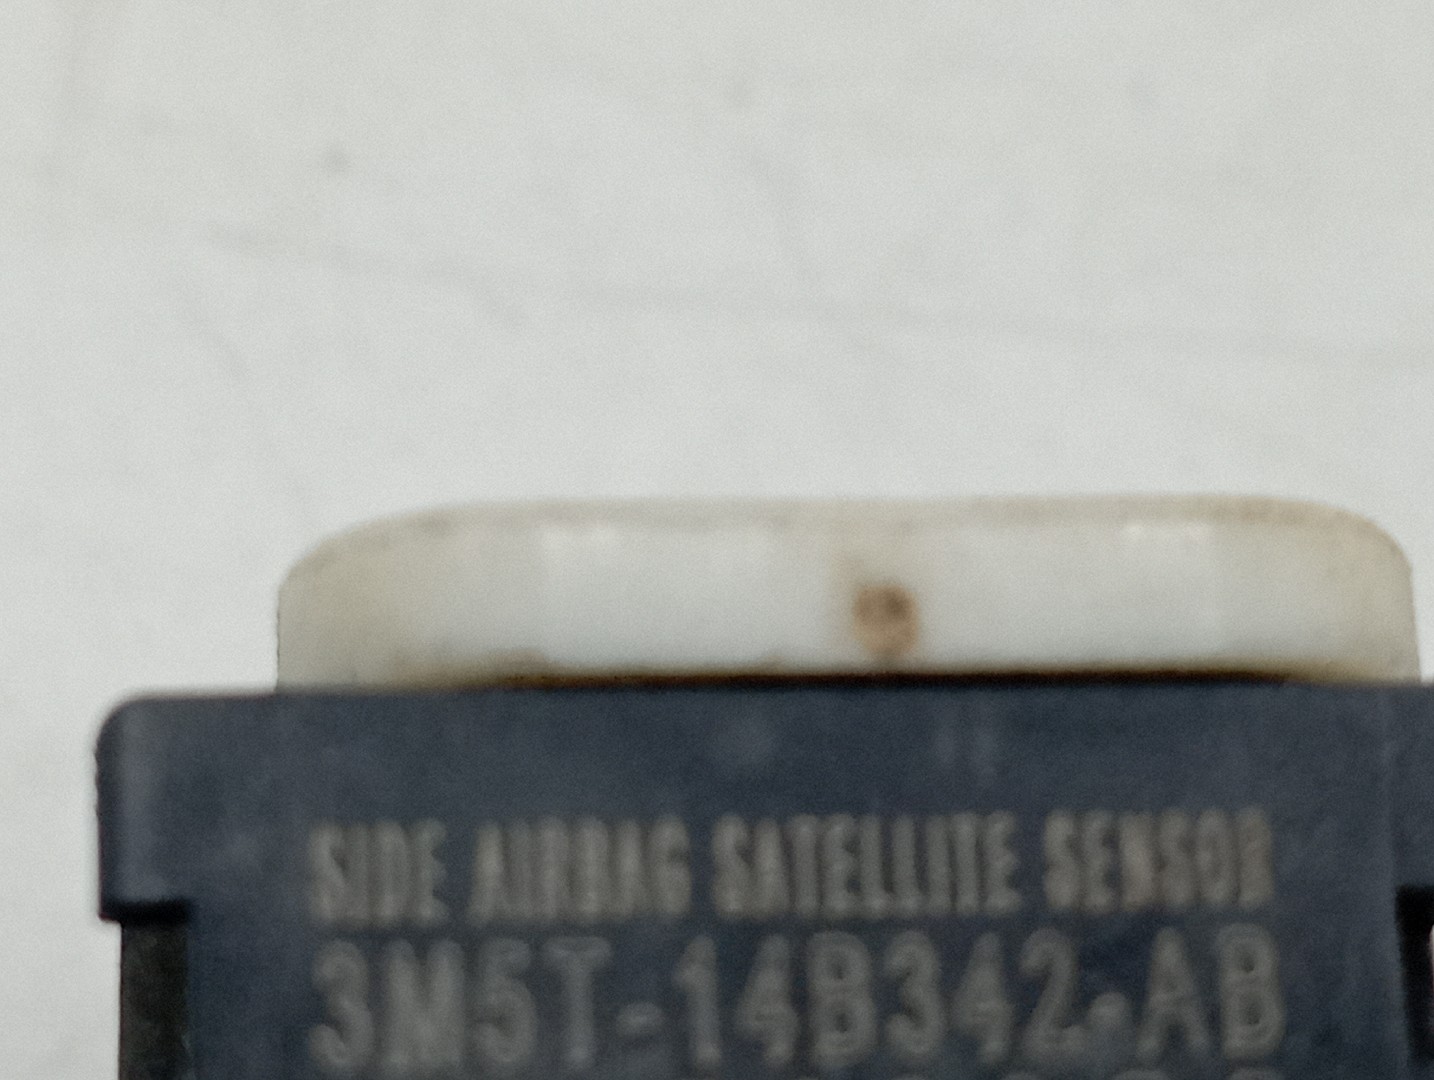 SIDE AIRBAG SATELLITE SENSOR
3M5T-14B342-AB